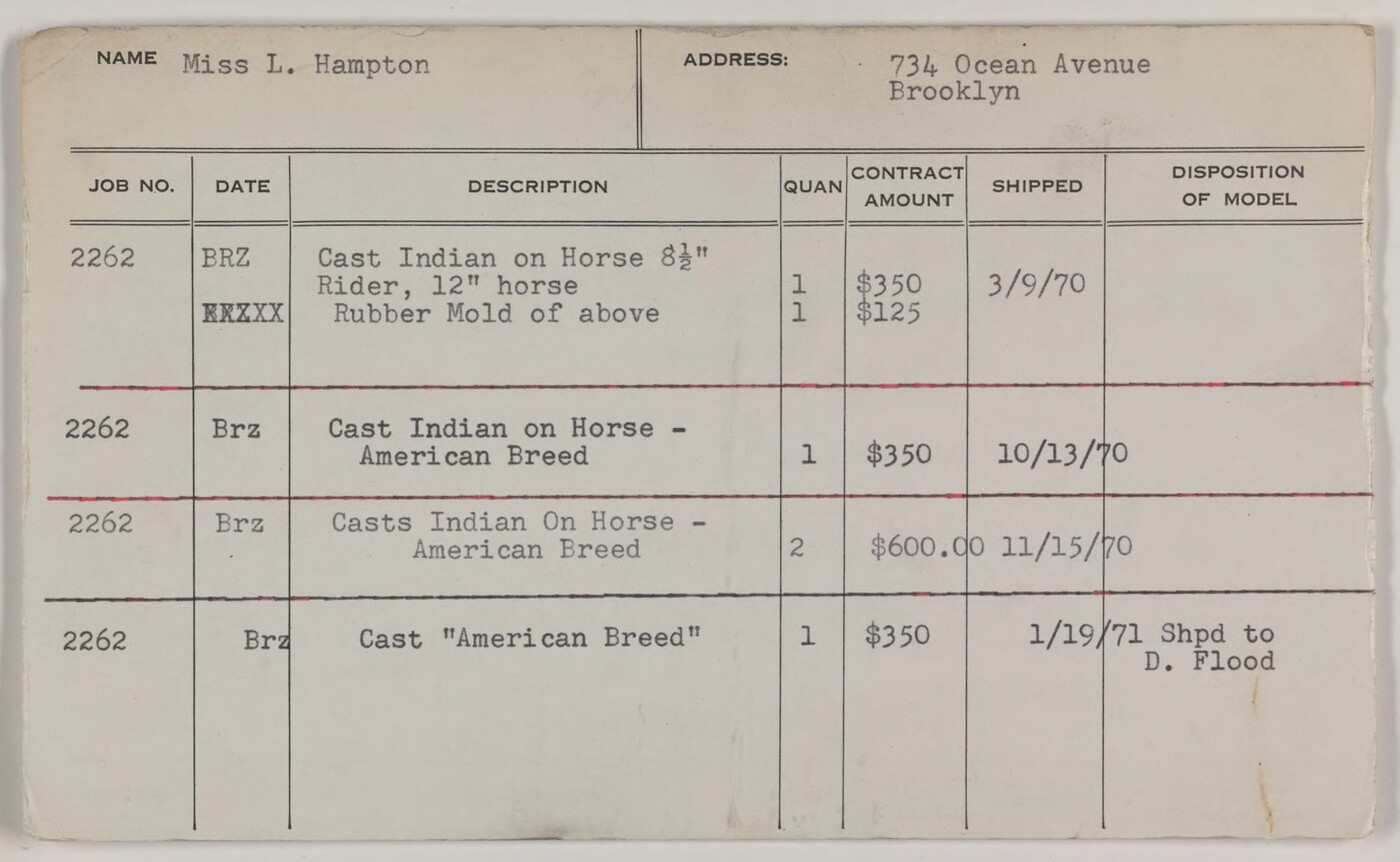 NAME Miss L. Hampton ADDRESS: 734 Ocean Avenue
Brooklyn
JOB NO. DATE DESCRIPTION QUAN CONTRACT AMOUNT SHIPPED DISPOSITION OF MODEL
2262 BRZ Cast Indian on Horse 8½"
Rider, 12" horse 1 $350 3/9/70
Rubber Mold of above 1 $125
2262 Brz Cast Indian on Horse -
American Breed 1 $350 10/13/70
2262 Brz Casts Indian On Horse -
American Breed 2 $600.00 11/15/70
2262 Brz Cast "American Breed" 1 $350 1/19/71 Shpd to
D. Flood